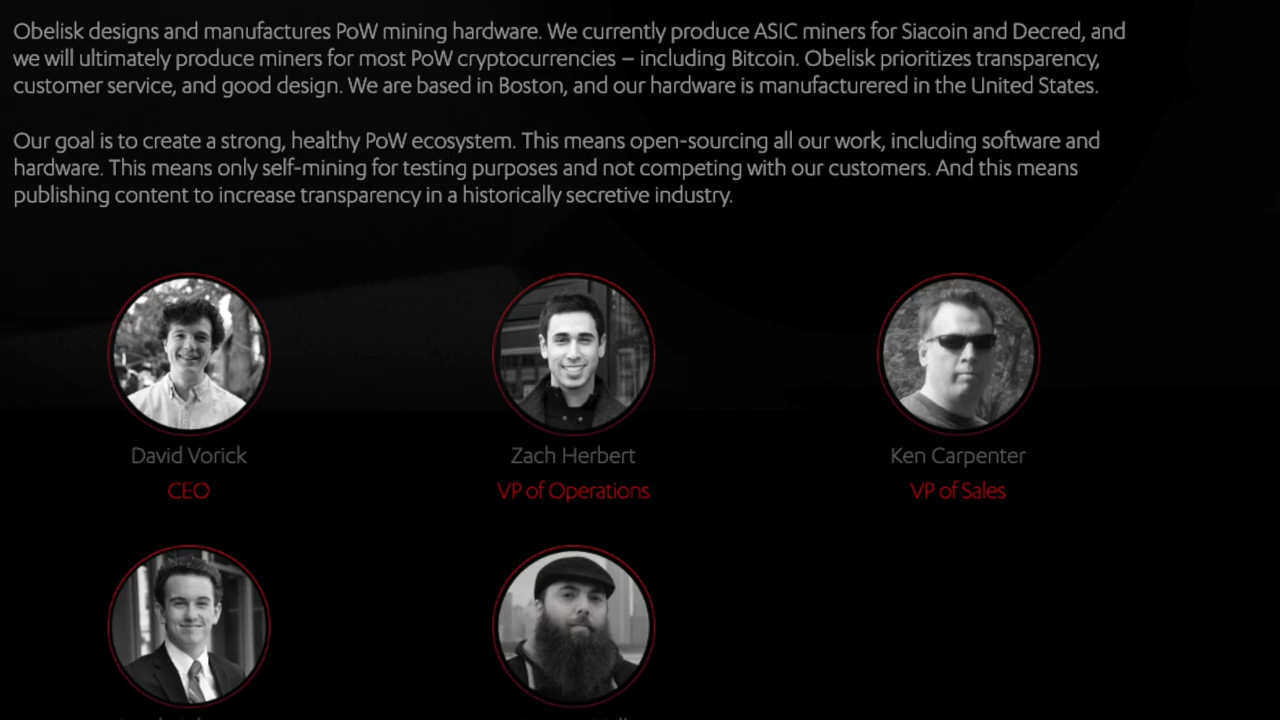 Obelisk designs and manufactures PoW mining hardware. We currently produce ASIC miners for Siacoin and Decred, and
we will ultimately produce miners for most PoW cryptocurrencies – including Bitcoin. Obelisk prioritizes transparency,
customer service, and good design. We are based in Boston, and our hardware is manufacturered in the United States.
Our goal is to create a strong, healthy PoW ecosystem. This means open-sourcing all our work, including software and
hardware. This means only self-mining for testing purposes and not competing with our customers. And this means
publishing content to increase transparency in a historically secretive industry.
David Vorick
Zach Herbert
Ken Carpenter
CEO
VP of Operations
VP of Sales